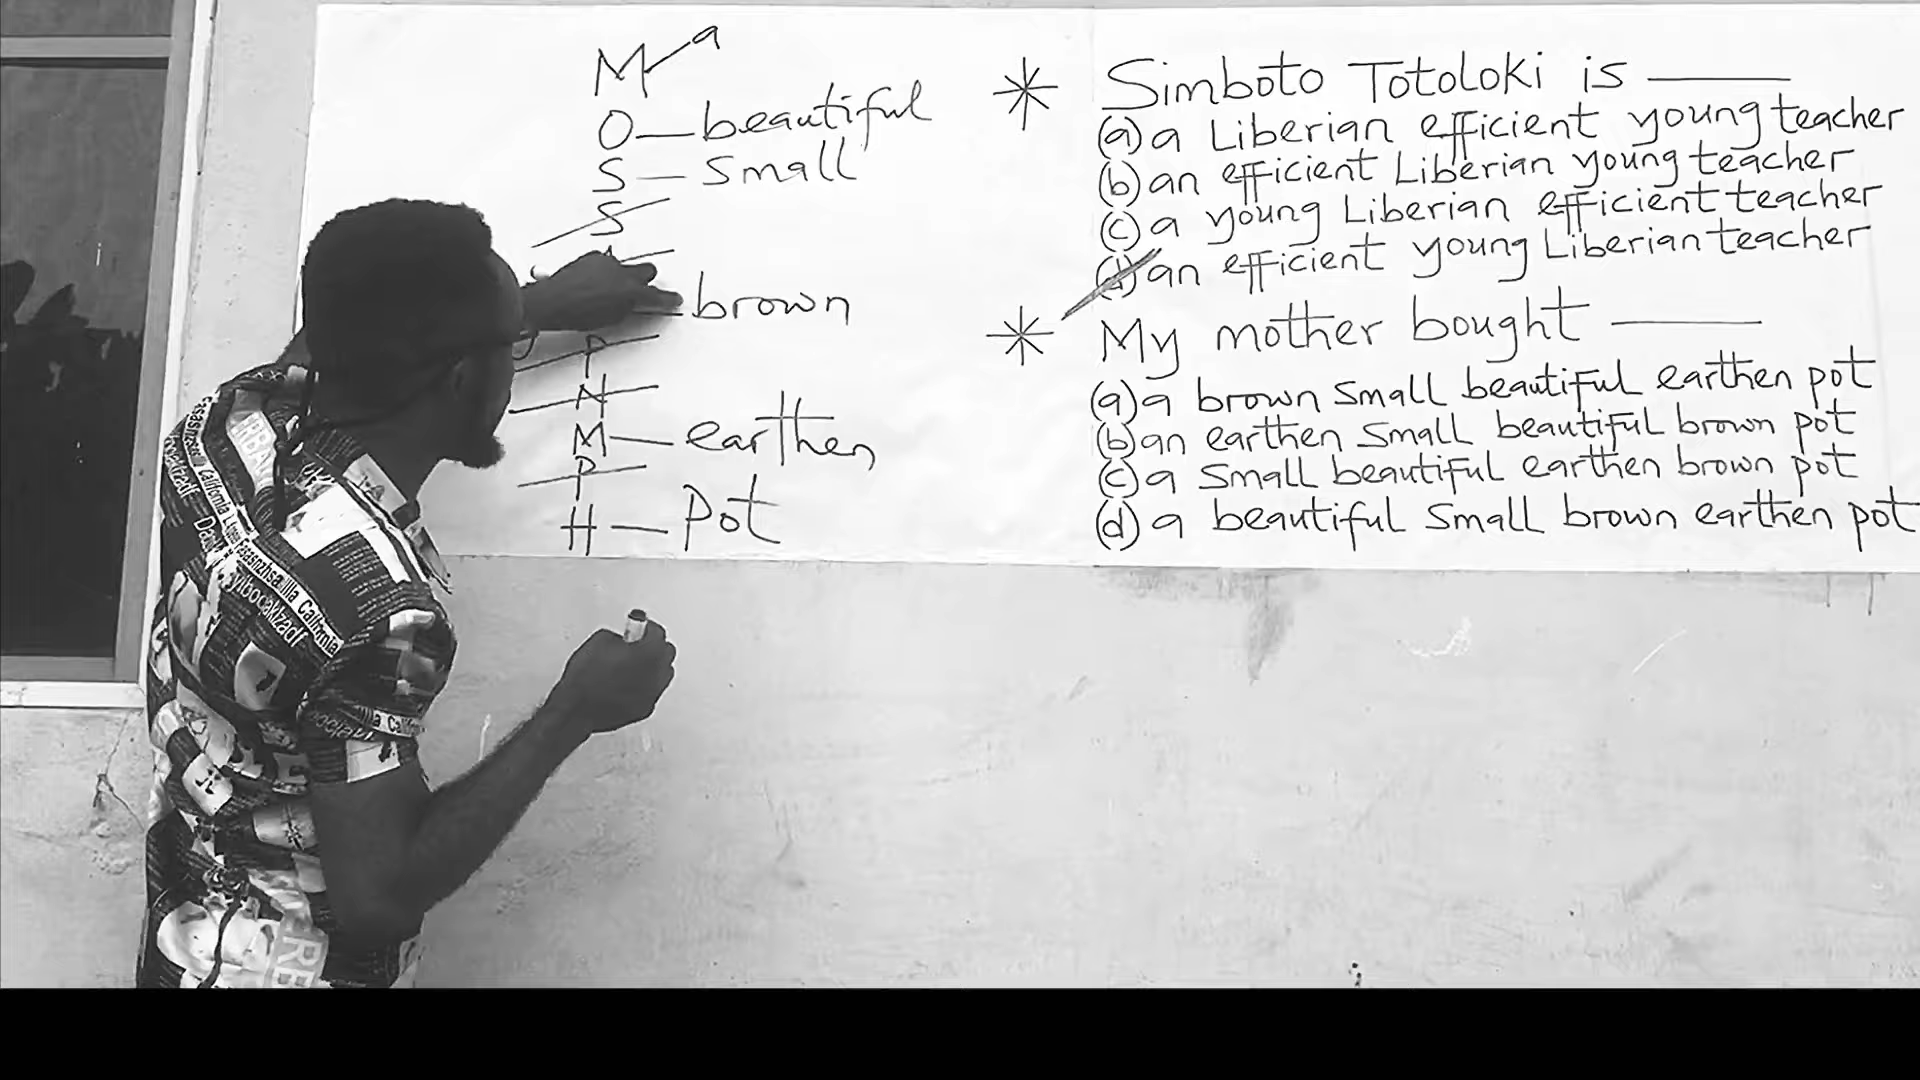 M a
O — beautiful
S — small
S
brown
P
N
M — earthen
P
H — Pot
* Simboto Totoloki is ———
(a) a Liberian efficient young teacher
(b) an efficient Liberian young teacher
(c) a young Liberian efficient teacher
(d) an efficient young Liberian teacher
* My mother bought ———
(a) a brown small beautiful earthen pot
(b) an earthen small beautiful brown pot
(c) a small beautiful earthen brown pot
(d) a beautiful small brown earthen pot